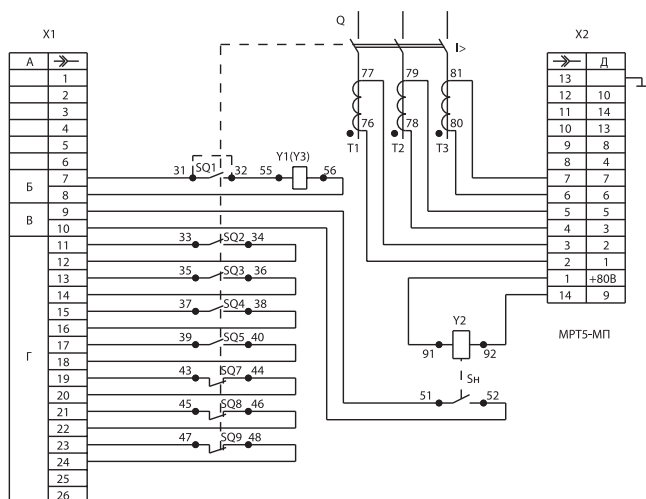 Q
X1
X2
I>
А
Д
1
13
2
12 10
3
11 14
4
10 13
5
9 8
6
8 4
Б
7
7 7
8
6 6
В
9
5 5
10
4 3
Г
11
3 2
12
2 1
13
1 +80В
14
14 9
15
16
17
18
19
20
21
22
23
24
25
26
77 79 81
76 78 80
T1 T2 T3
31 SQ1 32 55 Y1(Y3) 56
33 SQ2 34
35 SQ3 36
37 SQ4 38
39 SQ5 40
43 SQ7 44
45 SQ8 46
47 SQ9 48
Y2
91 92
Sн
51 52
МРТ5-МП